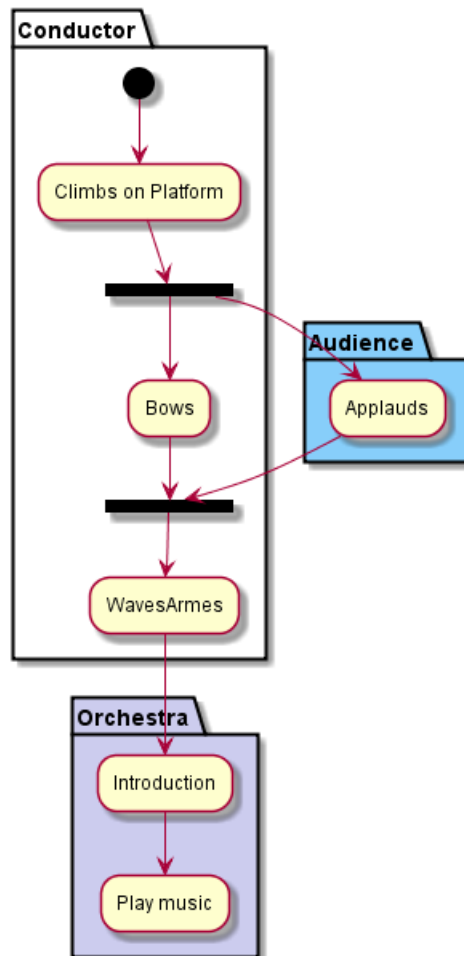 Conductor
Climbs on Platform
Audience
Bows
Applauds
WavesArmes
Orchestra
Introduction
Play music